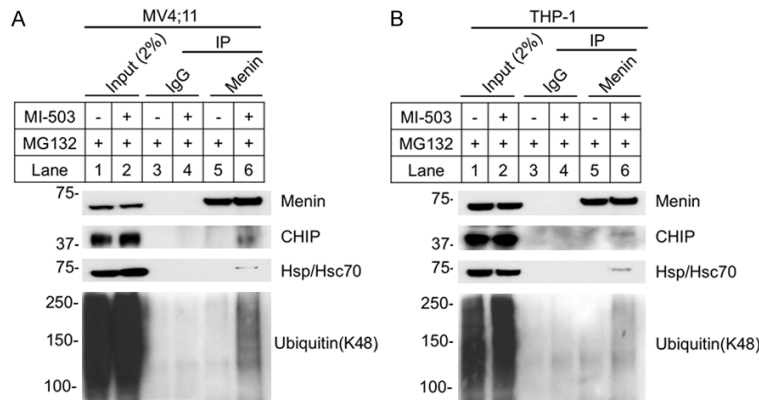 A
MV4;11
IP
Input (2%)
IgG
Menin
MI-503 - + - + - +
MG132 + + + + + +
Lane 1 2 3 4 5 6
75- Menin
37- CHIP
75- Hsp/Hsc70
250-
150- Ubiquitin(K48)
100-
B
THP-1
IP
Input (2%)
IgG
Menin
MI-503 - + - + - +
MG132 + + + + + +
Lane 1 2 3 4 5 6
75- Menin
37- CHIP
75- Hsp/Hsc70
250-
150- Ubiquitin(K48)
100-